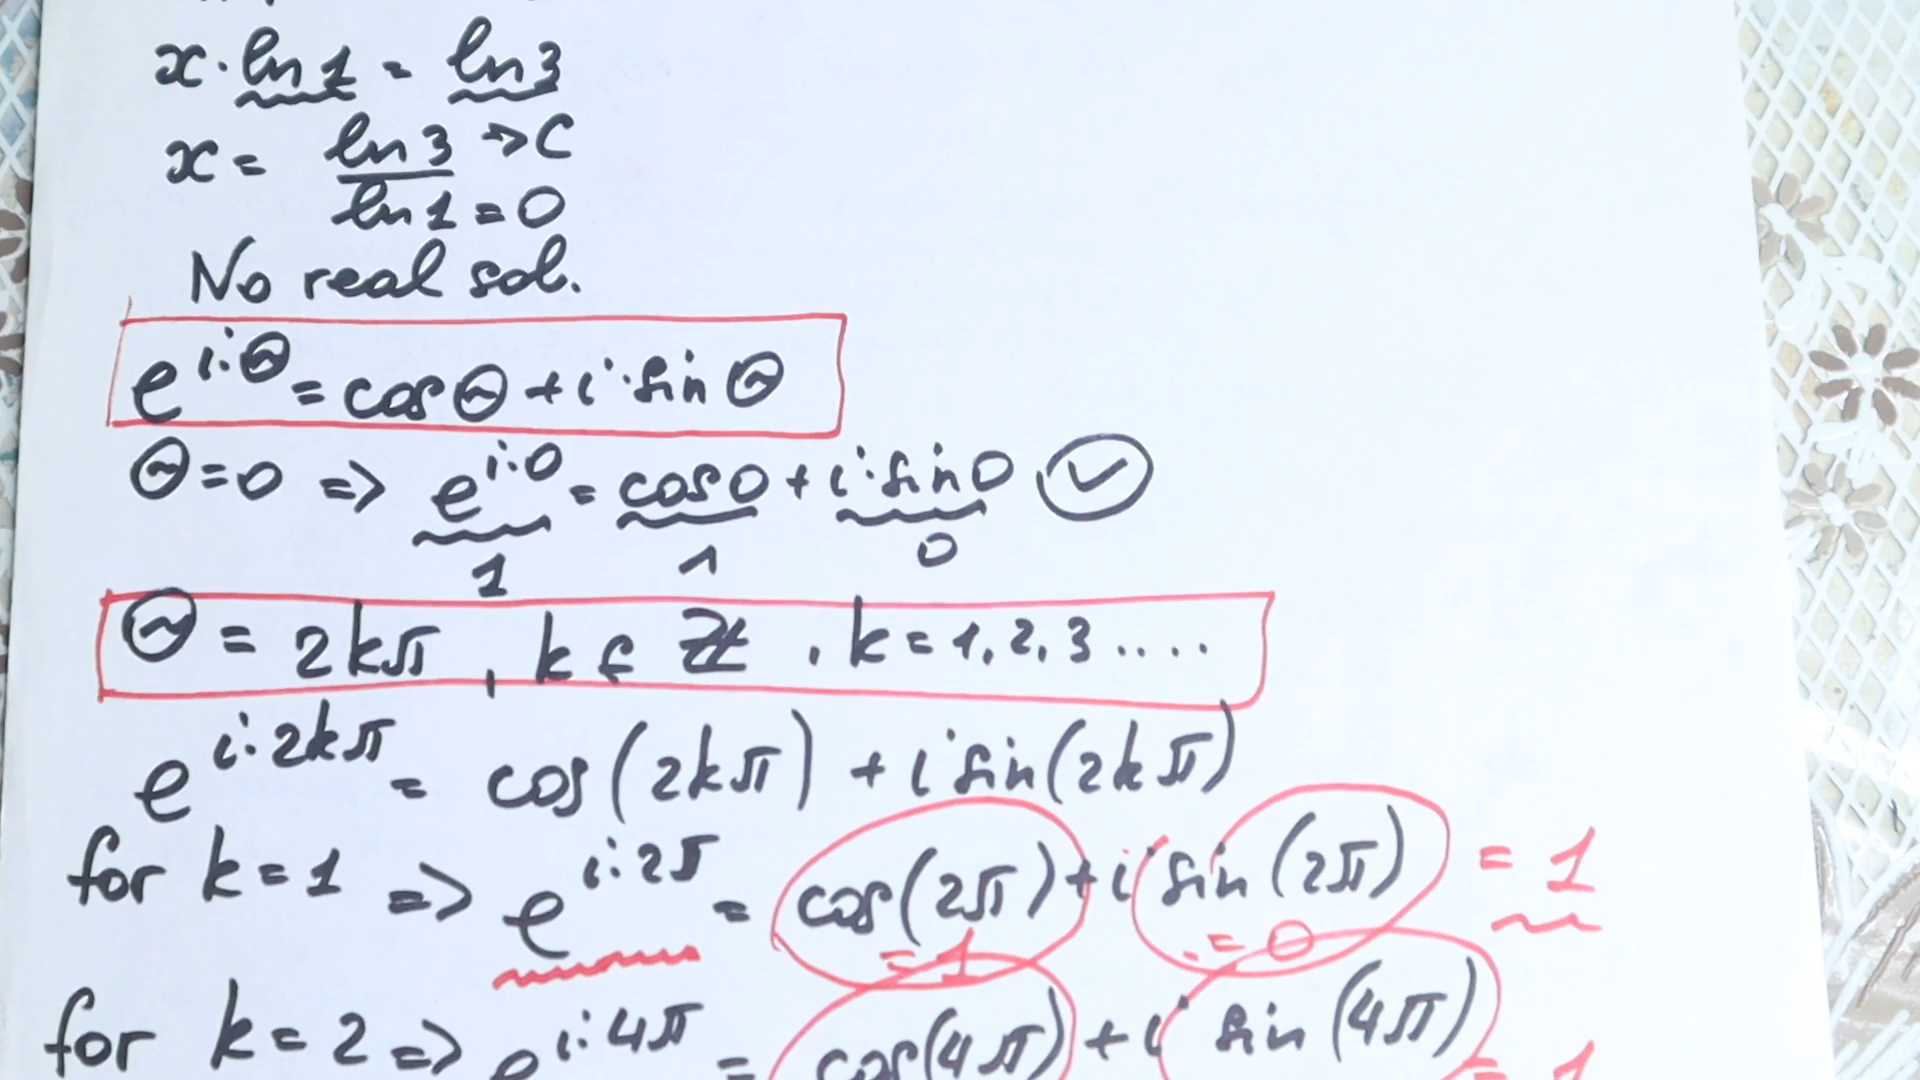 x · ln 1 = ln 3
x = ln 3 / ln 1 = 0 => C
No real sol.
e^{i·Θ} = cos Θ + i · sin Θ
Θ = 0 => e^{i·0} = cos 0 + i · sin 0 ✓
1 1 0
Θ = 2kπ, k ∈ ℤ, k = 1, 2, 3 ....
e^{i·2kπ} = cos(2kπ) + i sin(2kπ)
for k = 1 => e^{i·2π} = cos(2π) + i sin(2π) = 1
= 1 = 0
for k = 2 => e^{i·4π} = cos(4π) + i sin(4π) = 1